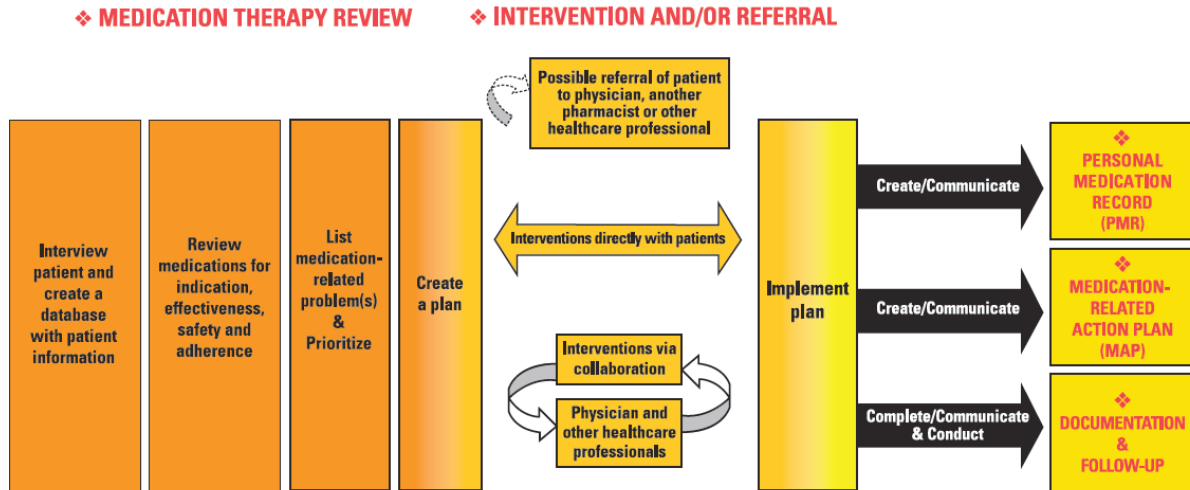 ❖ MEDICATION THERAPY REVIEW
❖ INTERVENTION AND/OR REFERRAL
Interview
patient and
create a
database
with patient
information
Review
medications for
indication,
effectiveness,
safety and
adherence
List
medication-
related
problem(s)
&
Prioritize
Create
a plan
Possible referral of patient
to physician, another
pharmacist or other
healthcare professional
Interventions directly with patients
Interventions via
collaboration
Physician and
other healthcare
professionals
Implement
plan
Create/Communicate
❖
PERSONAL
MEDICATION
RECORD
(PMR)
Create/Communicate
❖
MEDICATION-
RELATED
ACTION PLAN
(MAP)
Complete/Communicate
& Conduct
❖
DOCUMENTATION
&
FOLLOW-UP